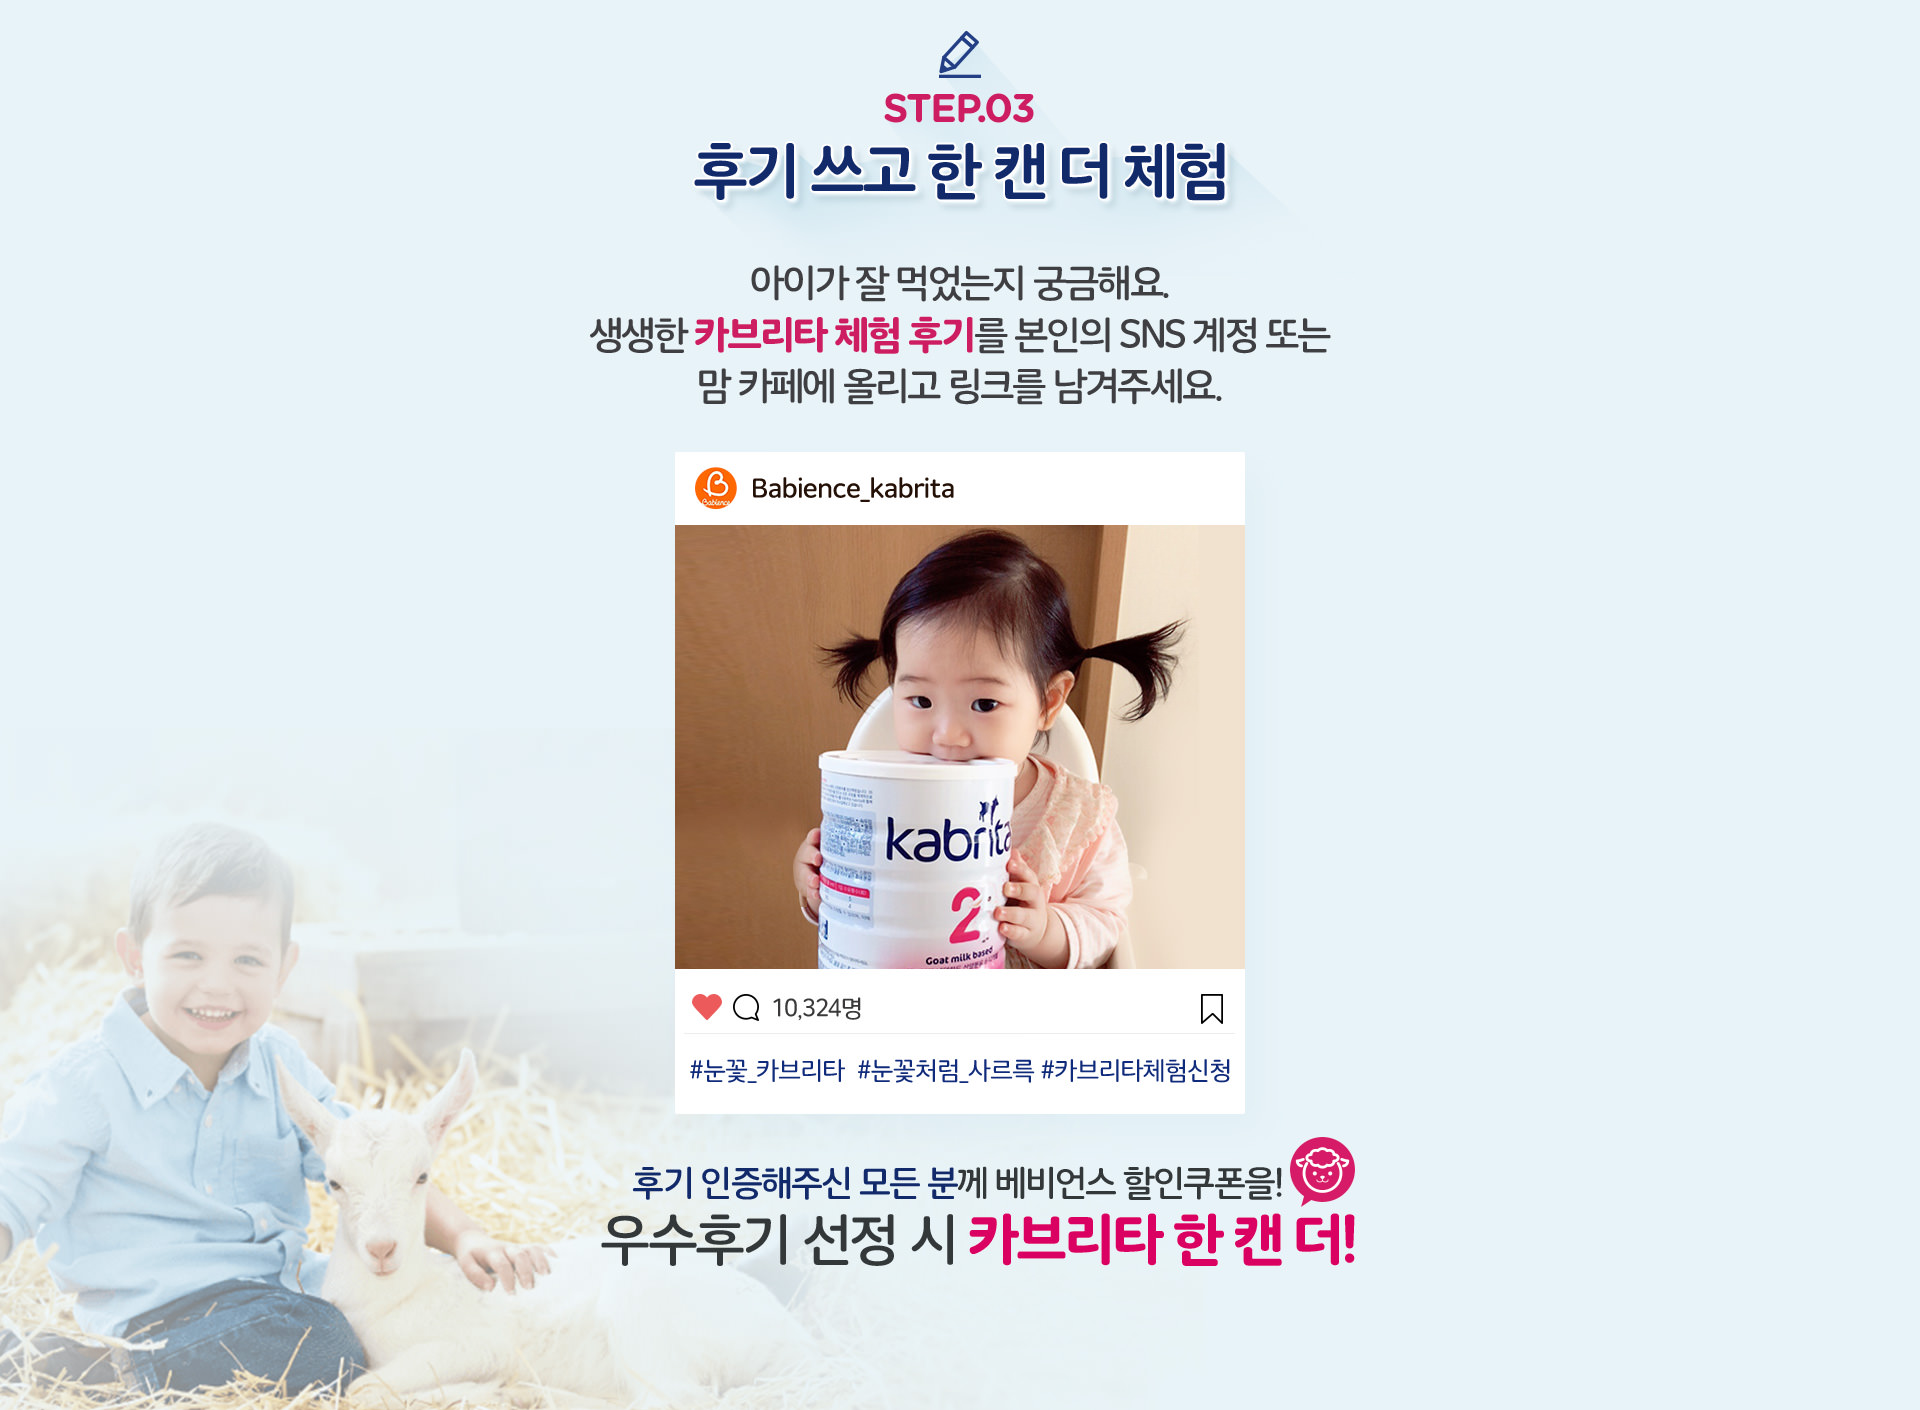 STEP.03
후기 쓰고 한 캔 더 체험
아이가 잘 먹었는지 궁금해요.
생생한 카브리타 체험 후기를 본인의 SNS 계정 또는
맘 카페에 올리고 링크를 남겨주세요.
B
Babience
Babience_kabrita
kabrita
2
Goat milk based
10,324명
#눈꽃_카브리타 #눈꽃처럼_사르륵 #카브리타체험신청
후기 인증해주신 모든 분께 베비언스 할인쿠폰을!
우수후기 선정 시 카브리타 한 캔 더!